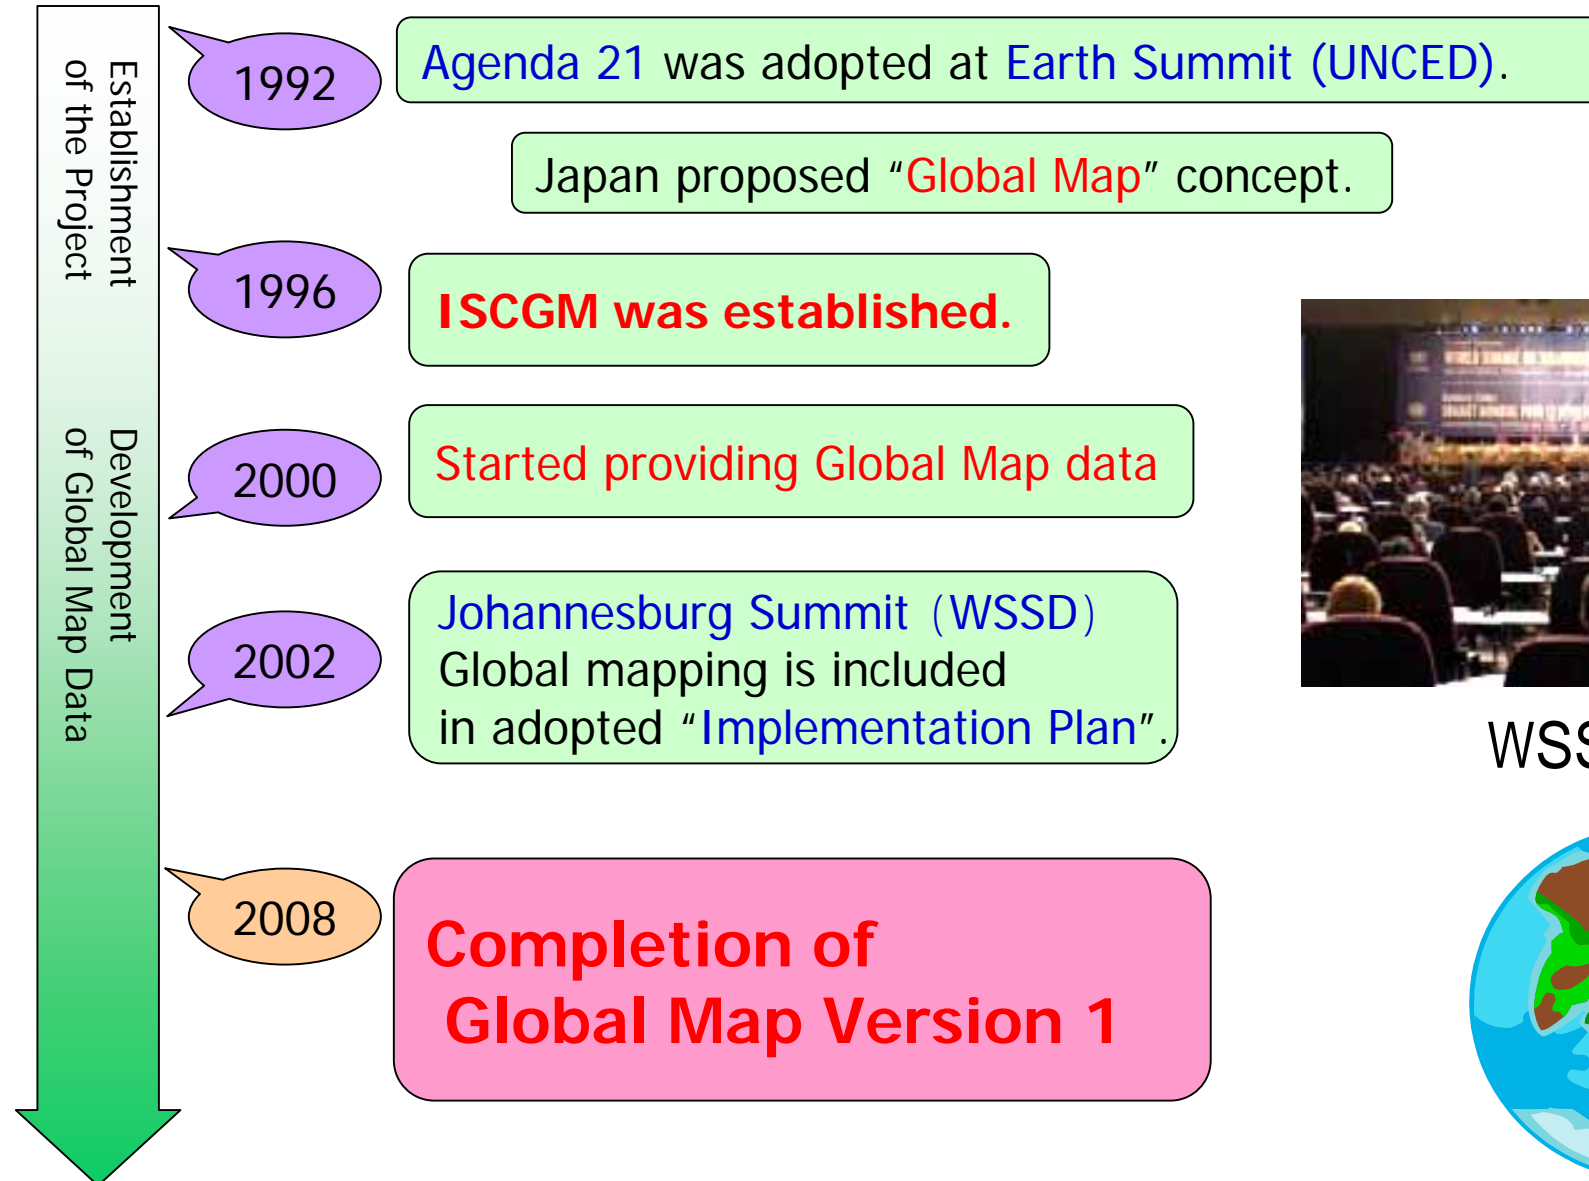 Establishment
of the Project
Development
of Global Map Data
1992
Agenda 21 was adopted at Earth Summit (UNCED).
Japan proposed “Global Map” concept.
1996
ISCGM was established.
2000
Started providing Global Map data
2002
Johannesburg Summit (WSSD)
Global mapping is included
in adopted “Implementation Plan”.
2008
Completion of
Global Map Version 1